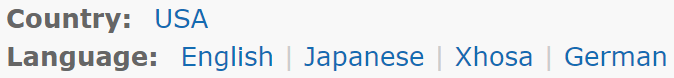 Country: USA
Language: English | Japanese | Xhosa | German